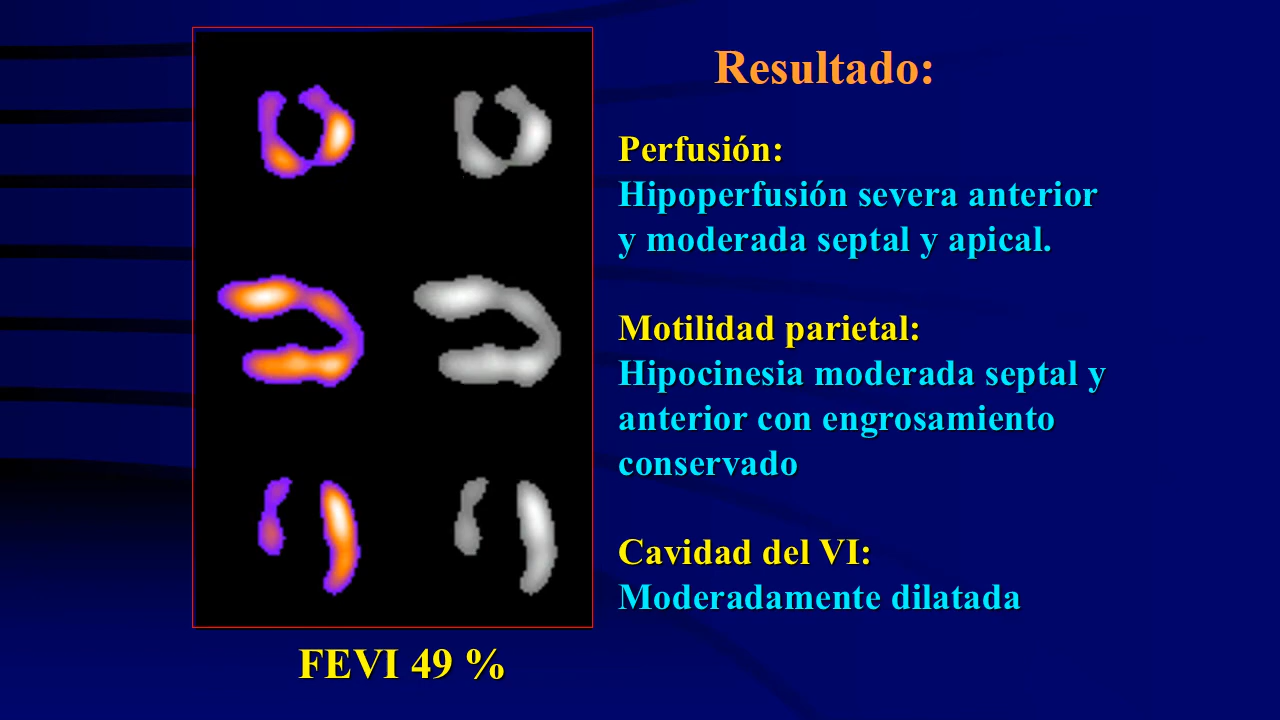 Resultado:
Perfusión:
Hipoperfusión severa anterior
y moderada septal y apical.
Motilidad parietal:
Hipocinesia moderada septal y
anterior con engrosamiento
conservado
Cavidad del VI:
Moderadamente dilatada
FEVI 49 %